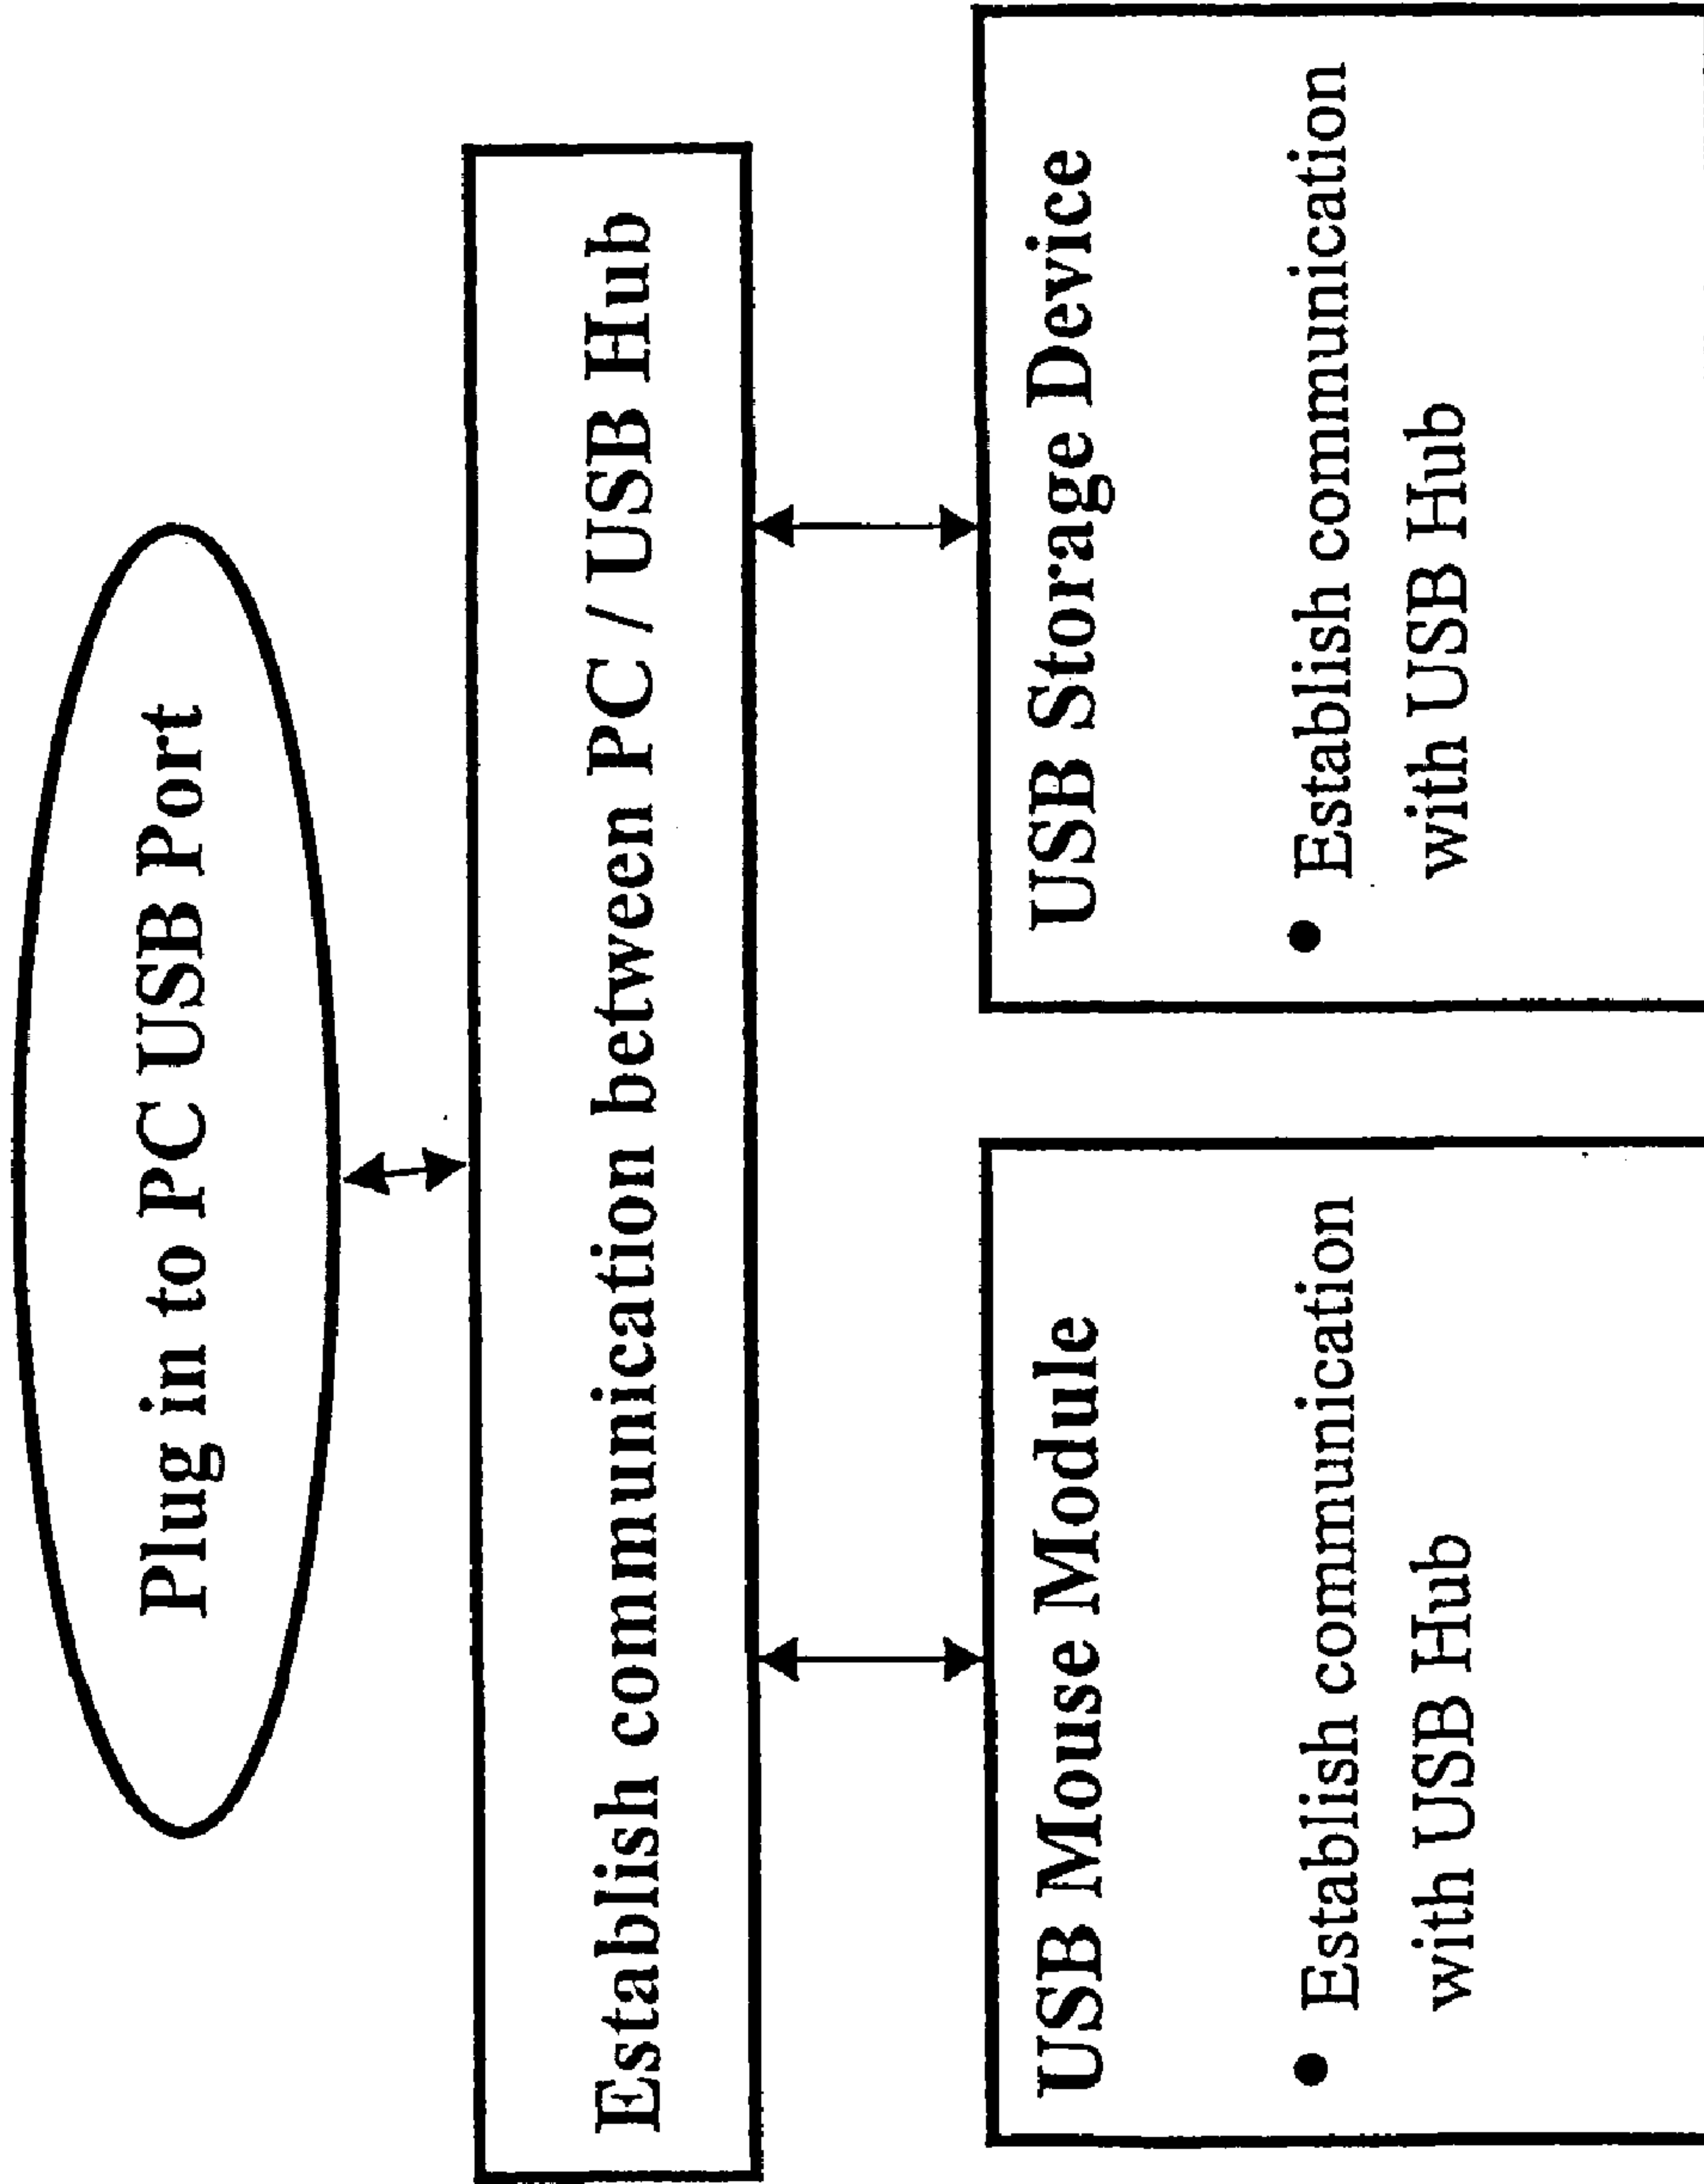 Plug in to PC USB Port
Establish communication between PC / USB Hub
USB Mouse Module
● Establish communication
with USB Hub
USB Storage Device
● Establish communication
with USB Hub